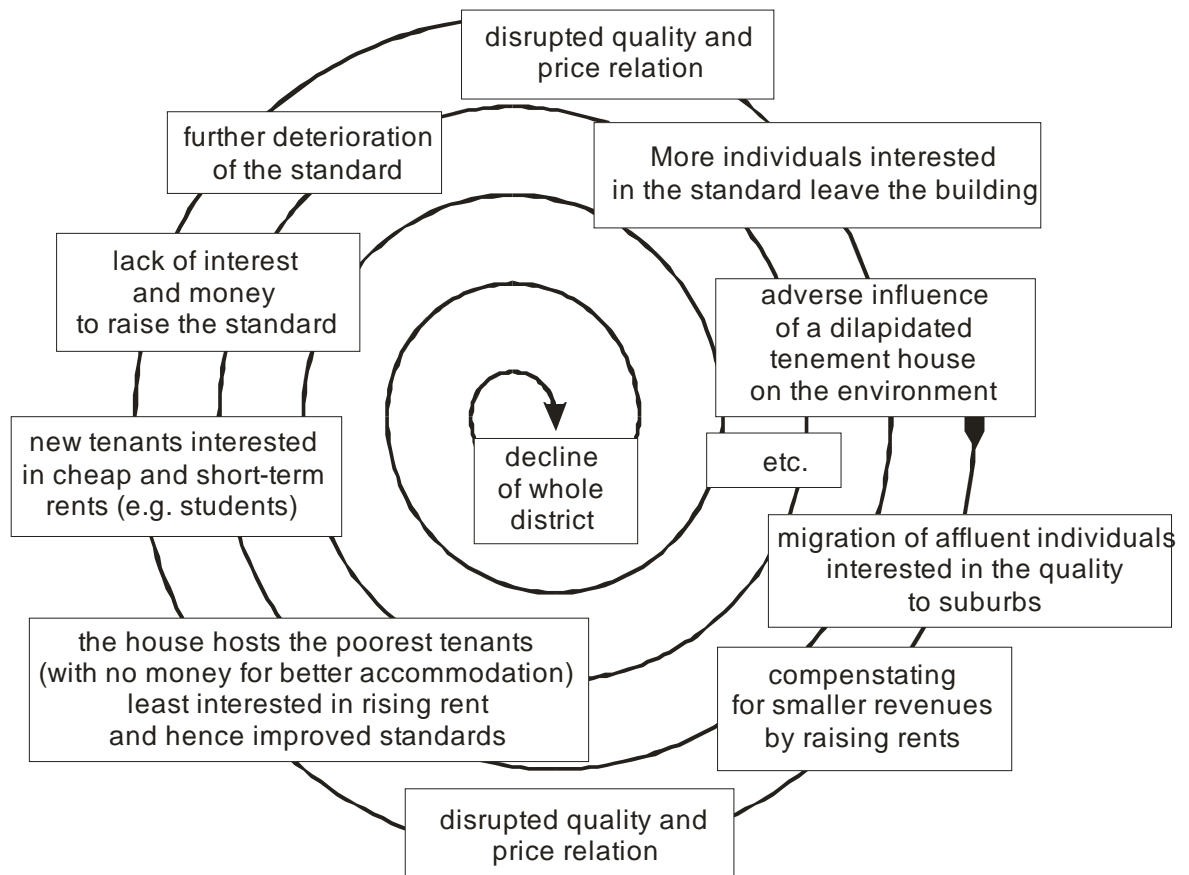 disrupted quality and
price relation
further deterioration
of the standard
More individuals interested
in the standard leave the building
lack of interest
and money
to raise the standard
adverse influence
of a dilapidated
tenement house
on the environment
new tenants interested
in cheap and short-term
rents (e.g. students)
decline
of whole
district
etc.
migration of affluent individuals
interested in the quality
to suburbs
the house hosts the poorest tenants
(with no money for better accommodation)
least interested in rising rent
and hence improved standards
compenstating
for smaller revenues
by raising rents
disrupted quality and
price relation